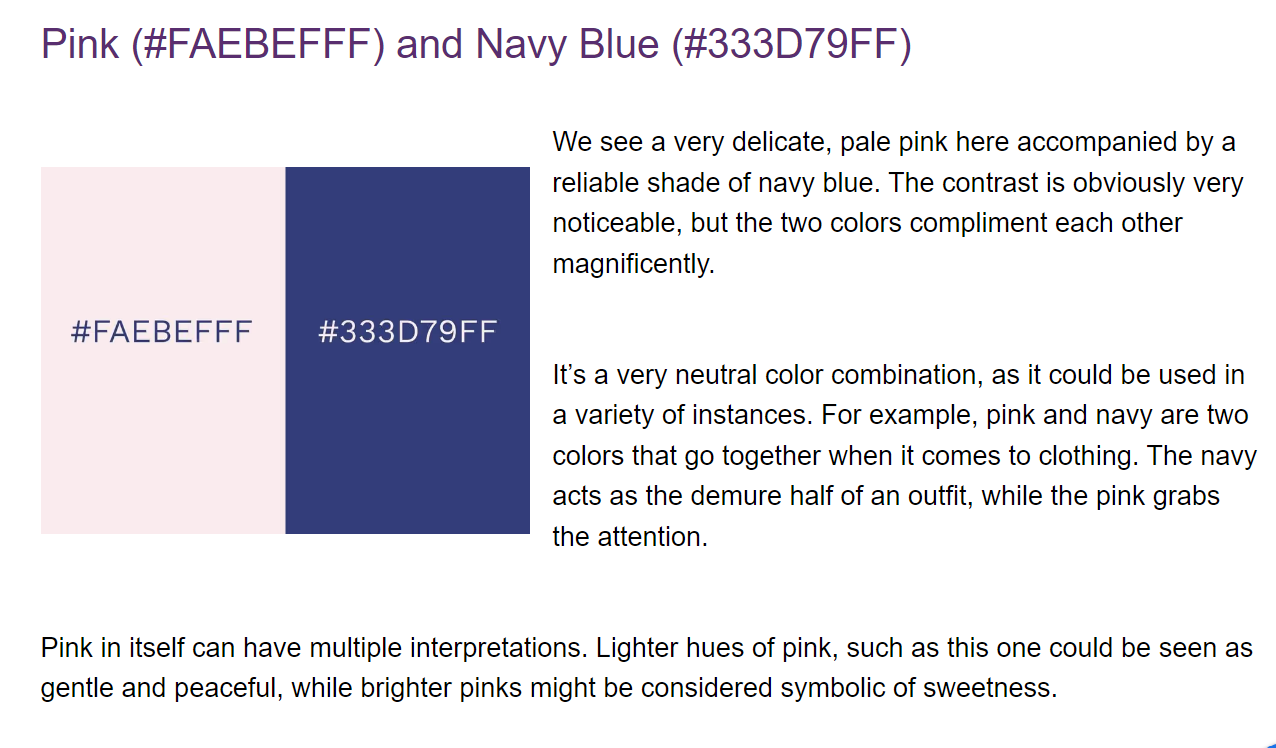 Pink (#FAEBEFFF) and Navy Blue (#333D79FF)
#FAEBEFFF
#333D79FF
We see a very delicate, pale pink here accompanied by a
reliable shade of navy blue. The contrast is obviously very
noticeable, but the two colors compliment each other
magnificently.
It’s a very neutral color combination, as it could be used in
a variety of instances. For example, pink and navy are two
colors that go together when it comes to clothing. The navy
acts as the demure half of an outfit, while the pink grabs
the attention.
Pink in itself can have multiple interpretations. Lighter hues of pink, such as this one could be seen as
gentle and peaceful, while brighter pinks might be considered symbolic of sweetness.